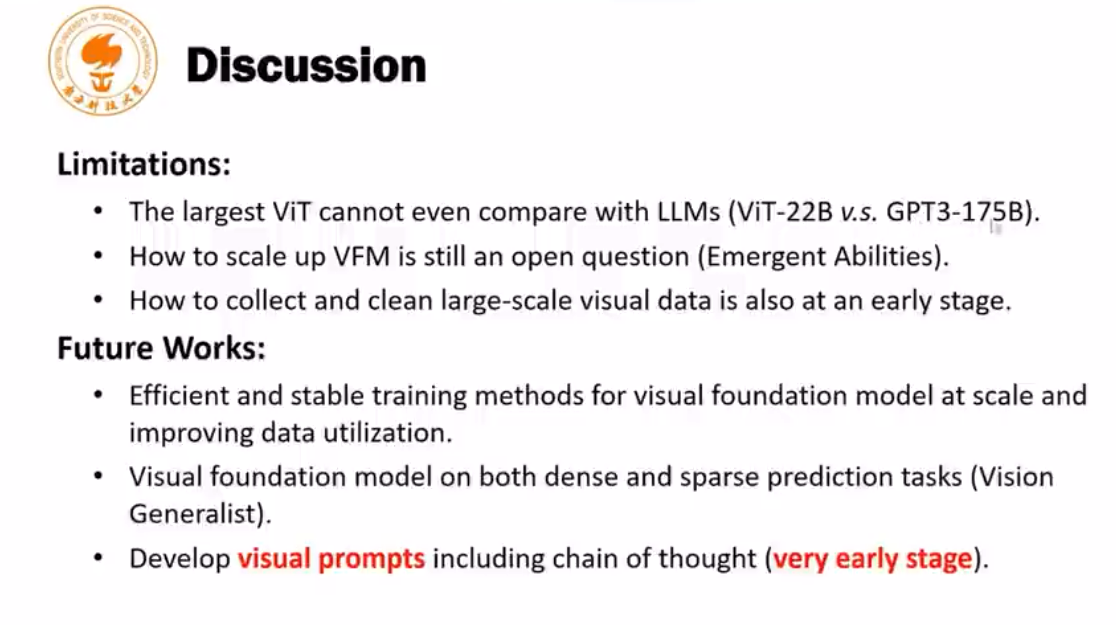 SOUTHERN UNIVERSITY OF SCIENCE AND TECHNOLOGY
南方科技大学
Discussion
Limitations:
• The largest ViT cannot even compare with LLMs (ViT-22B v.s. GPT3-175B).
• How to scale up VFM is still an open question (Emergent Abilities).
• How to collect and clean large-scale visual data is also at an early stage.
Future Works:
• Efficient and stable training methods for visual foundation model at scale and
improving data utilization.
• Visual foundation model on both dense and sparse prediction tasks (Vision
Generalist).
• Develop visual prompts including chain of thought (very early stage).